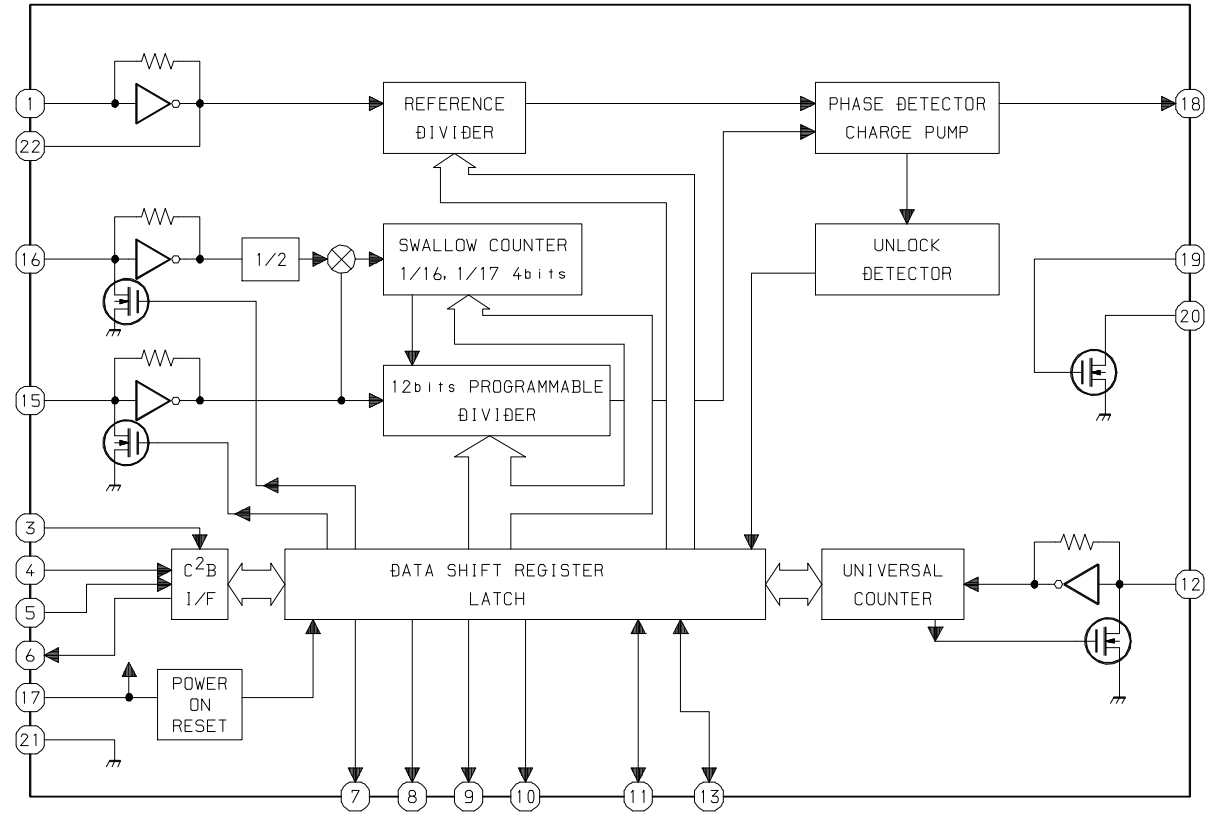 1
REFERENCE
DIVIDER
PHASE DETECTOR
CHARGE PUMP
18
22
16
1/2
SWALLOW COUNTER
1/16, 1/17 4bits
UNLOCK
DETECTOR
19
20
15
12bits PROGRAMMABLE
DIVIDER
3
4
5
6
C²B
I/F
DATA SHIFT REGISTER
LATCH
UNIVERSAL
COUNTER
12
17
POWER
ON
RESET
21
7
8
9
10
11
13